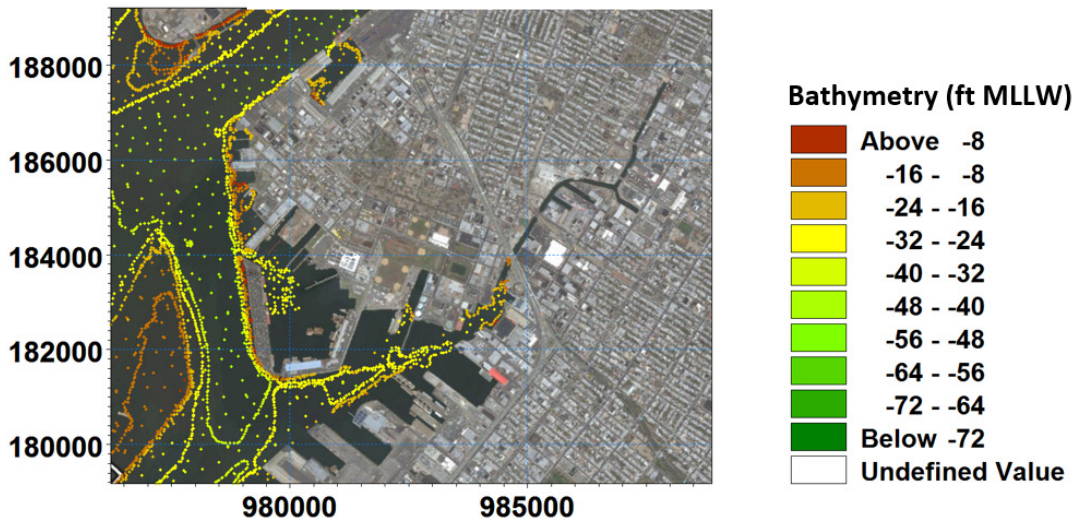 188000
186000
184000
182000
180000
980000
985000
Bathymetry (ft MLLW)
Above -8
-16 - -8
-24 - -16
-32 - -24
-40 - -32
-48 - -40
-56 - -48
-64 - -56
-72 - -64
Below -72
Undefined Value